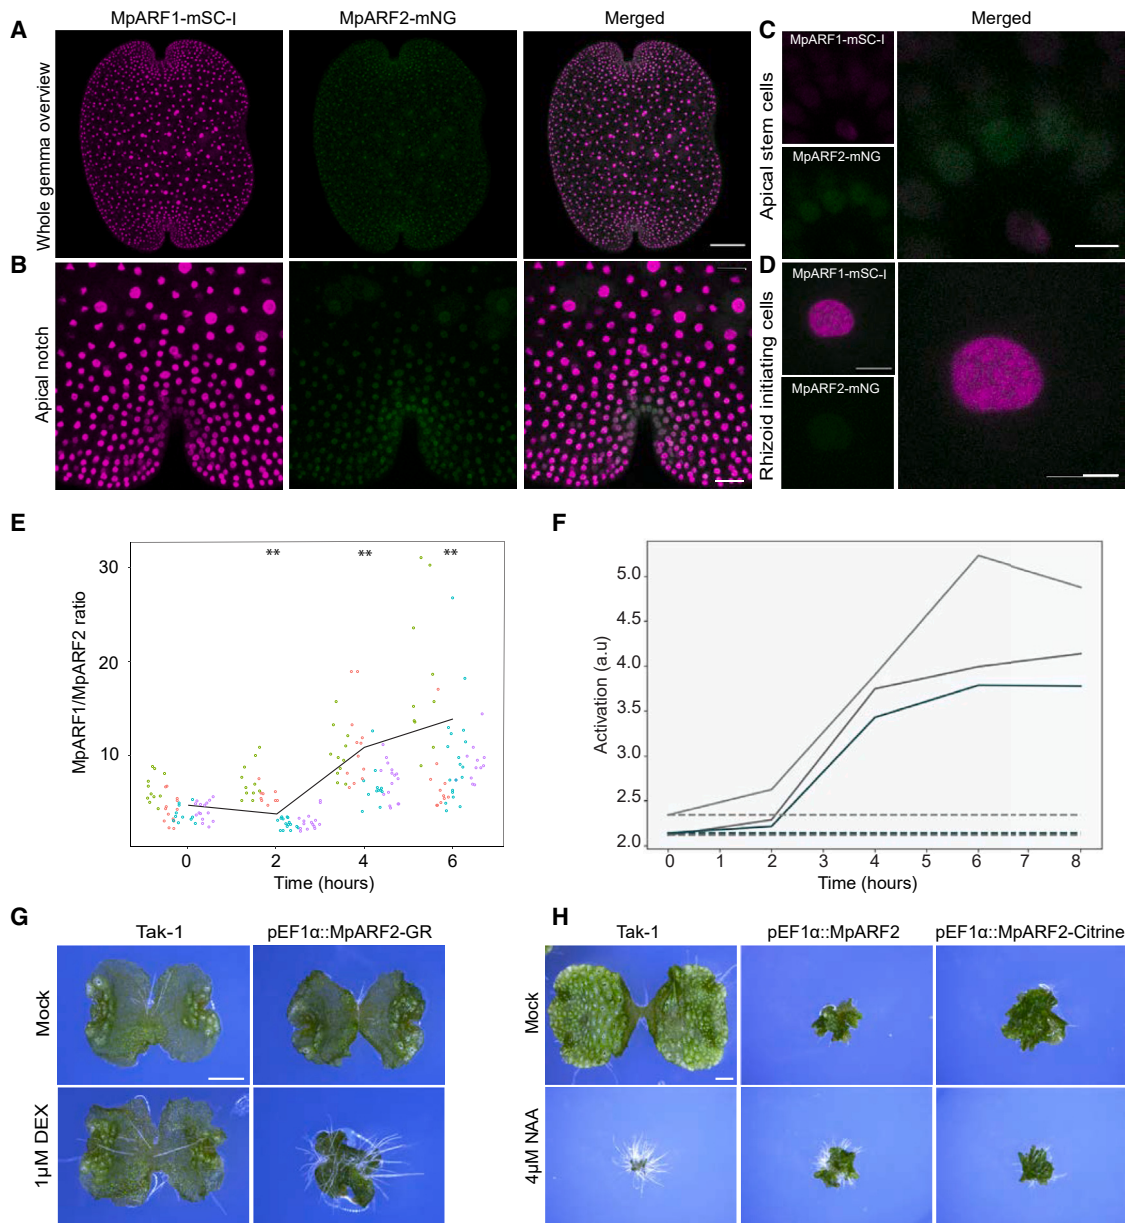 A
MpARF1-mSC-I
MpARF2-mNG
Merged
Whole gemma overview
B
Apical notch
C
Merged
MpARF1-mSC-I
MpARF2-mNG
Apical stem cells
D
MpARF1-mSC-I
MpARF2-mNG
Rhizoid initiating cells
E
** ** **
30
20
10
MpARF1/MpARF2 ratio
0 2 4 6
Time (hours)
F
5.0
4.5
4.0
3.5
3.0
2.5
2.0
Activation (a.u)
0 1 2 3 4 5 6 7 8
Time (hours)
G
Tak-1
pEF1α::MpARF2-GR
Mock
1µM DEX
H
Tak-1
pEF1α::MpARF2
pEF1α::MpARF2-Citrine
Mock
4µM NAA